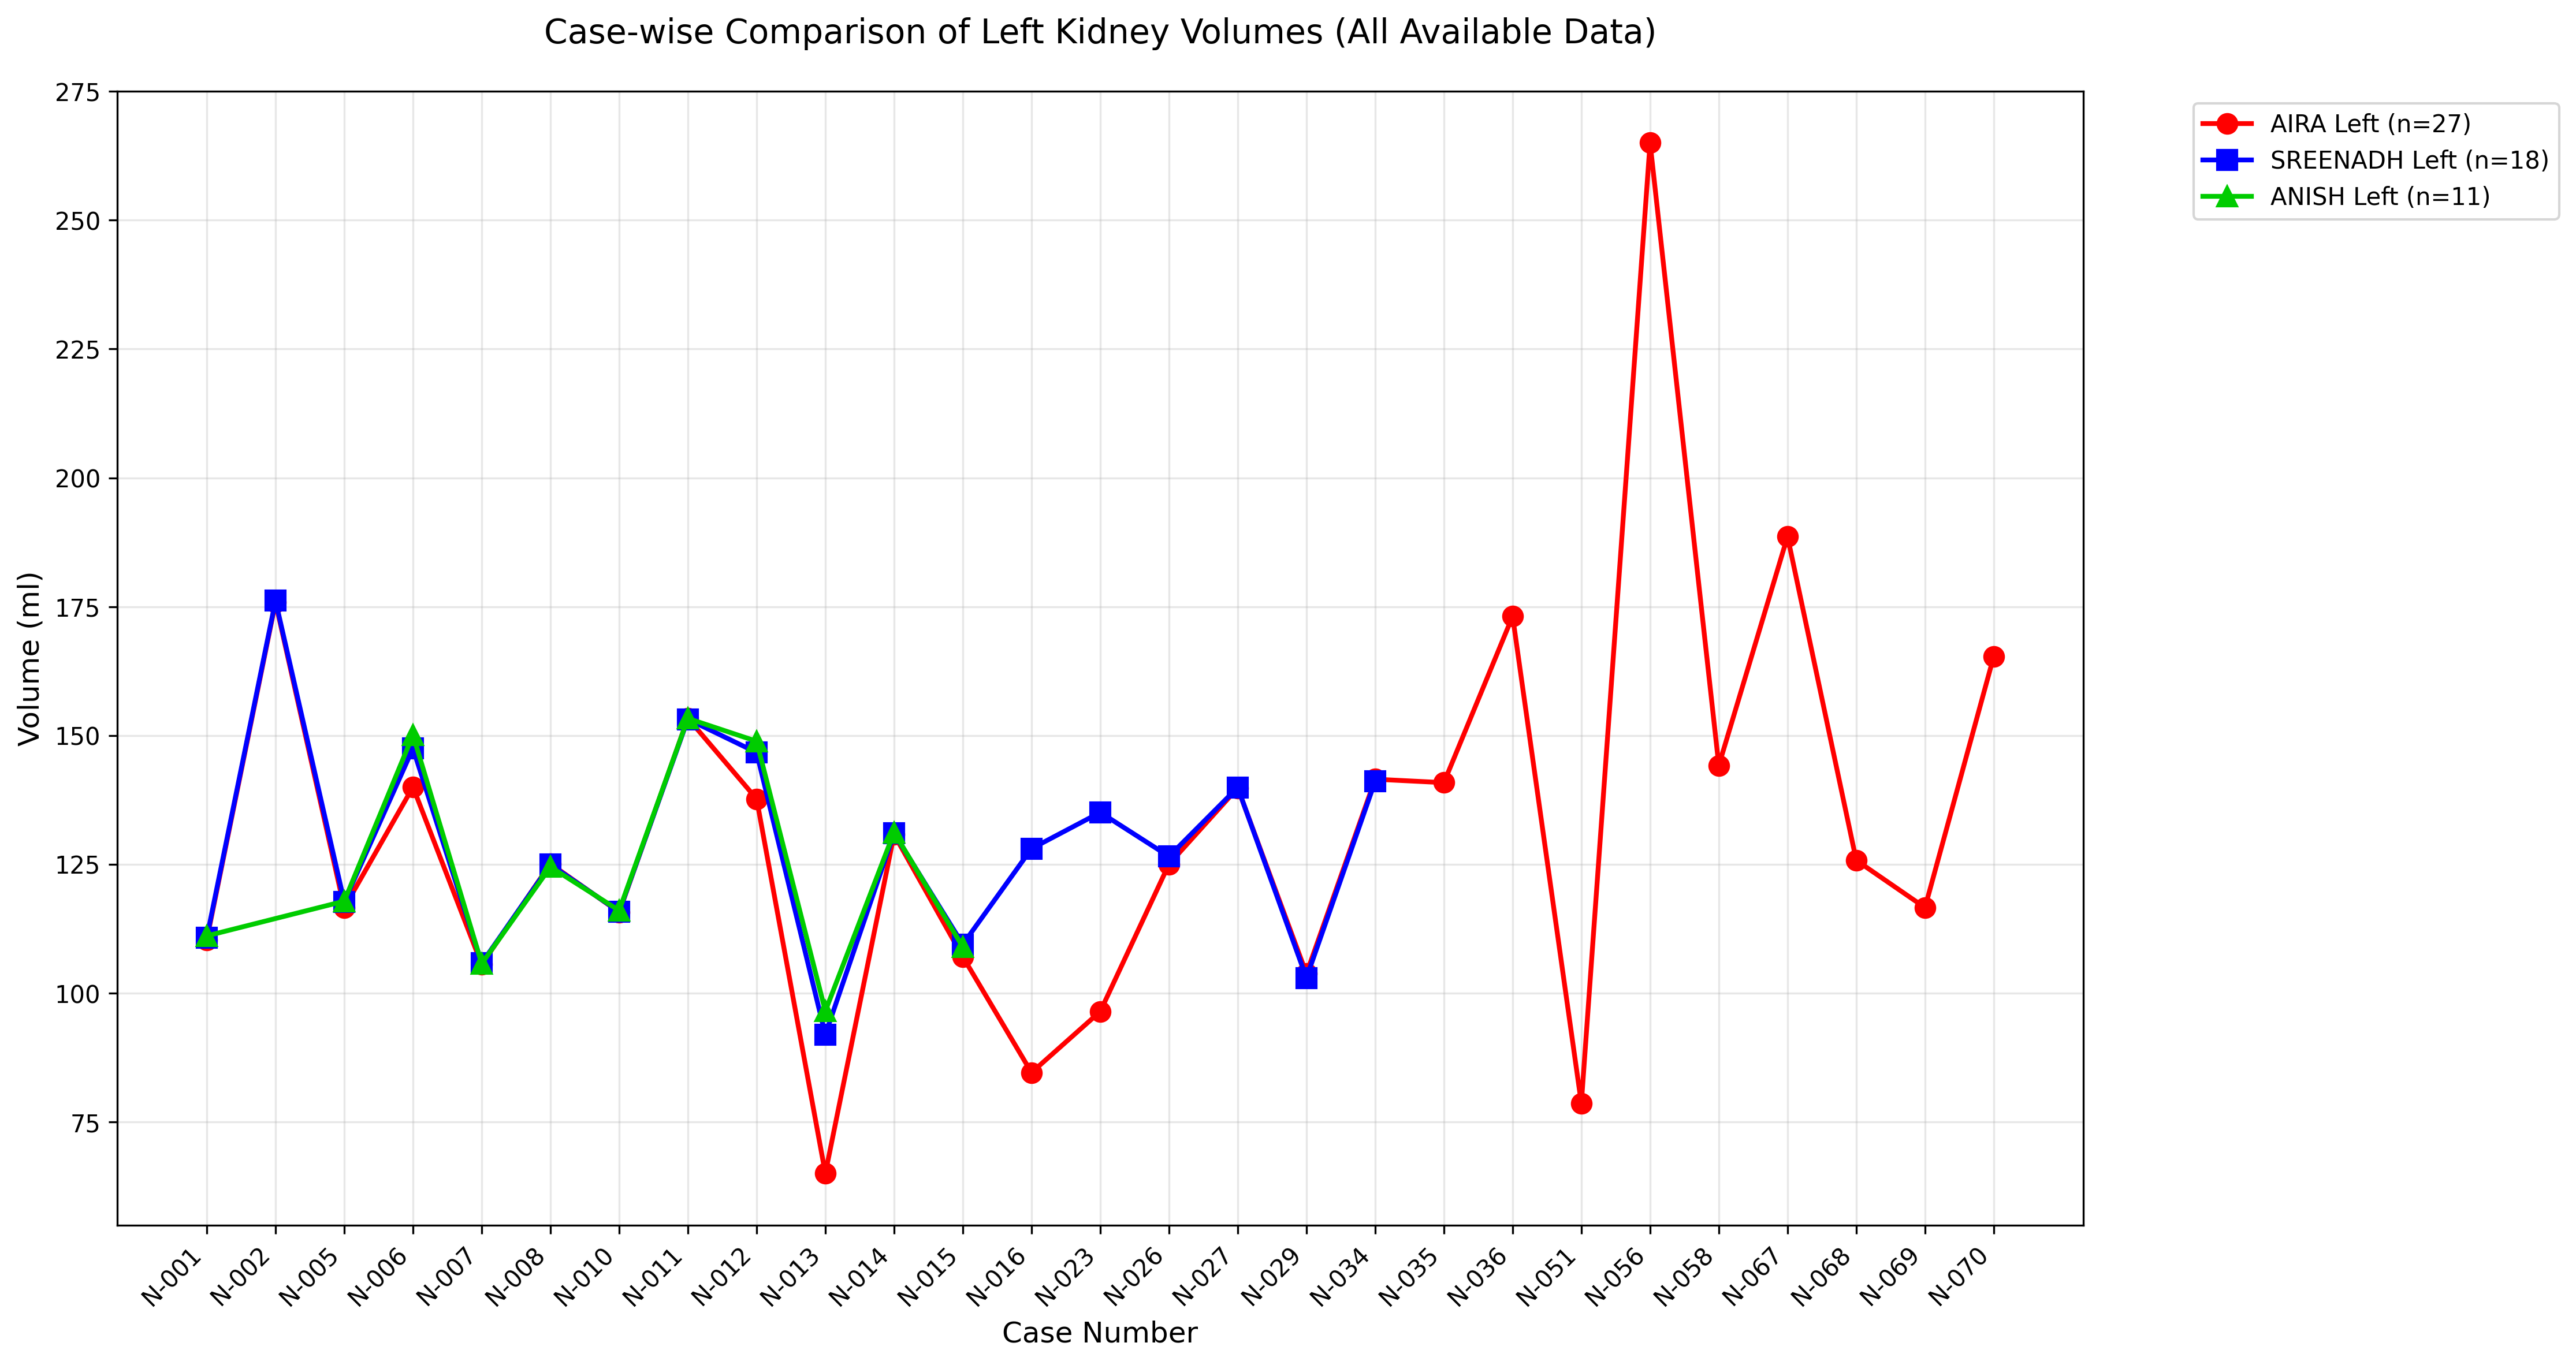 Case-wise Comparison of Left Kidney Volumes (All Available Data)
AIRA Left (n=27)
SREENADH Left (n=18)
ANISH Left (n=11)
Volume (ml)
275
250
225
200
175
150
125
100
75
N-001
N-002
N-005
N-006
N-007
N-008
N-010
N-011
N-012
N-013
N-014
N-015
N-016
N-023
N-026
N-027
N-029
N-034
N-035
N-036
N-051
N-056
N-058
N-067
N-068
N-069
N-070
Case Number